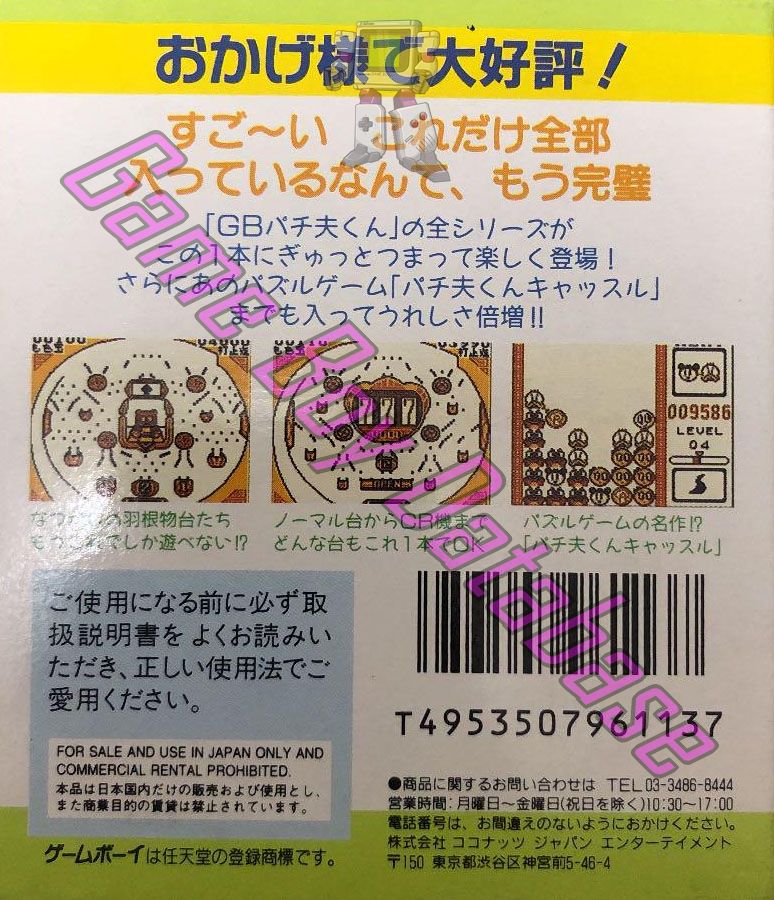 おかげ様で大好評！
すご〜い これだけ全部
入っているなんて、もう完璧
「GBパチ夫くん」の全シリーズが
この1本にぎゅっとつまって楽しく登場！
さらにあのパズルゲーム「パチ夫くんキャッスル」
までも入ってうれしさ倍増!!
00100 04000
もち玉 打止玉
もち玉 打止玉
177
OPEN
009586
LEVEL
04
の羽根物台たち
でしか遊べない!?
ノーマル台からCR機まで
どんな台もこれ1本でOK
パズルゲームの名作!?
「パチ夫くんキャッスル」
ご使用になる前に必ず取
扱説明書をよくお読みい
ただき、正しい使用法でご
愛用ください。
FOR SALE AND USE IN JAPAN ONLY AND
COMMERCIAL RENTAL PROHIBITED.
本品は日本国内だけの販売および使用とし、
また商業目的の賃貸は禁止されています。
ゲームボーイは任天堂の登録商標です。
T4953507961137
●商品に関するお問い合わせは TEL.03-3486-8444
営業時間:月曜日〜金曜日(祝日を除く)10:30〜17:00
電話番号は、お間違えのないようにおかけください。
株式会社 ココナッツ ジャパン エンターテイメント
〒150 東京都渋谷区神宮前5-46-4
Game Boy Database